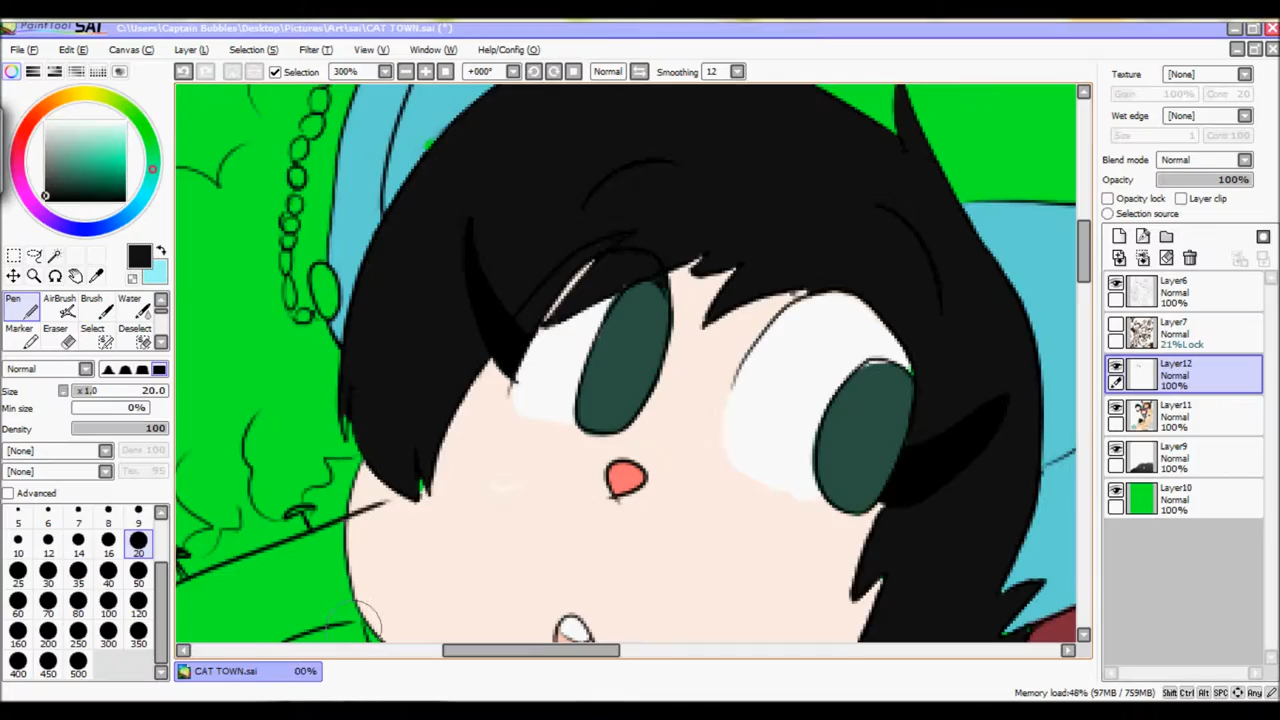 PaintTool SAI C:\Users\Captain Bubbles\Desktop\Pictures\Art\sai\CAT TOWN.sai (*)
File (F) Edit (E) Canvas (C) Layer (L) Selection (S) Filter (T) View (V) Window (W) Help/Config (O)
Selection 300% +000° Normal Smoothing 12
Texture [None]
Grain 100% Cont 20
Wet edge [None]
Size 1 Cont 100
Blend mode Normal
Opacity 100%
Opacity lock Layer clip
Selection source
Pen AirBrush Brush Water
Marker Eraser Select Deselect
Normal
Size x1.0 20.0
Min size 0%
Density 100
[None] Dens 100
[None] Tex 95
Advanced
5 6 7 8 9
10 12 14 16 20
25 30 35 40 50
60 70 80 100 120
160 200 250 300 350
400 450 500
Layer6
Normal
100%
Layer7
Normal
21%Lock
Layer12
Normal
100%
Layer11
Normal
100%
Layer9
Normal
100%
Layer10
Normal
100%
CAT TOWN.sai 00%
Memory load:48% (97MB / 759MB) Shift Ctrl Alt SPC Any